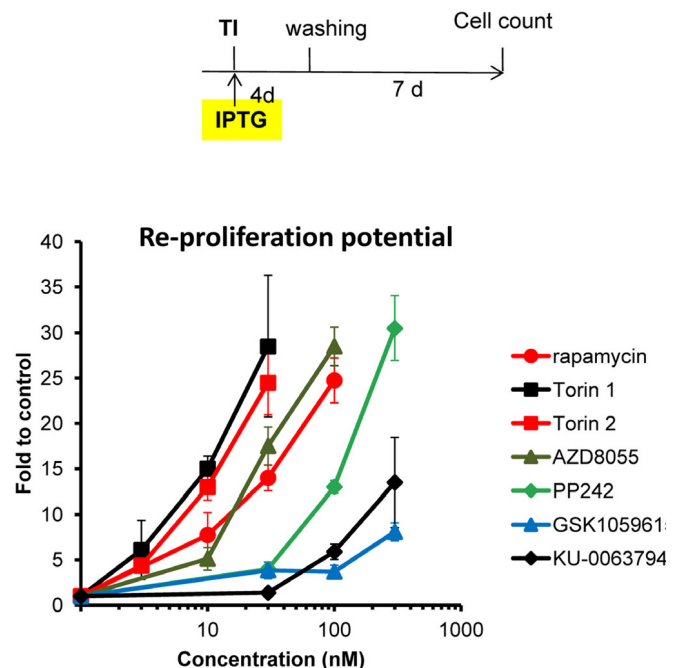 TI washing Cell count
4d 7 d
IPTG
Re-proliferation potential
40
35
30
25
20
15
10
5
0
Fold to control
10 100 1000
Concentration (nM)
rapamycin
Torin 1
Torin 2
AZD8055
PP242
GSK105961
KU-0063794